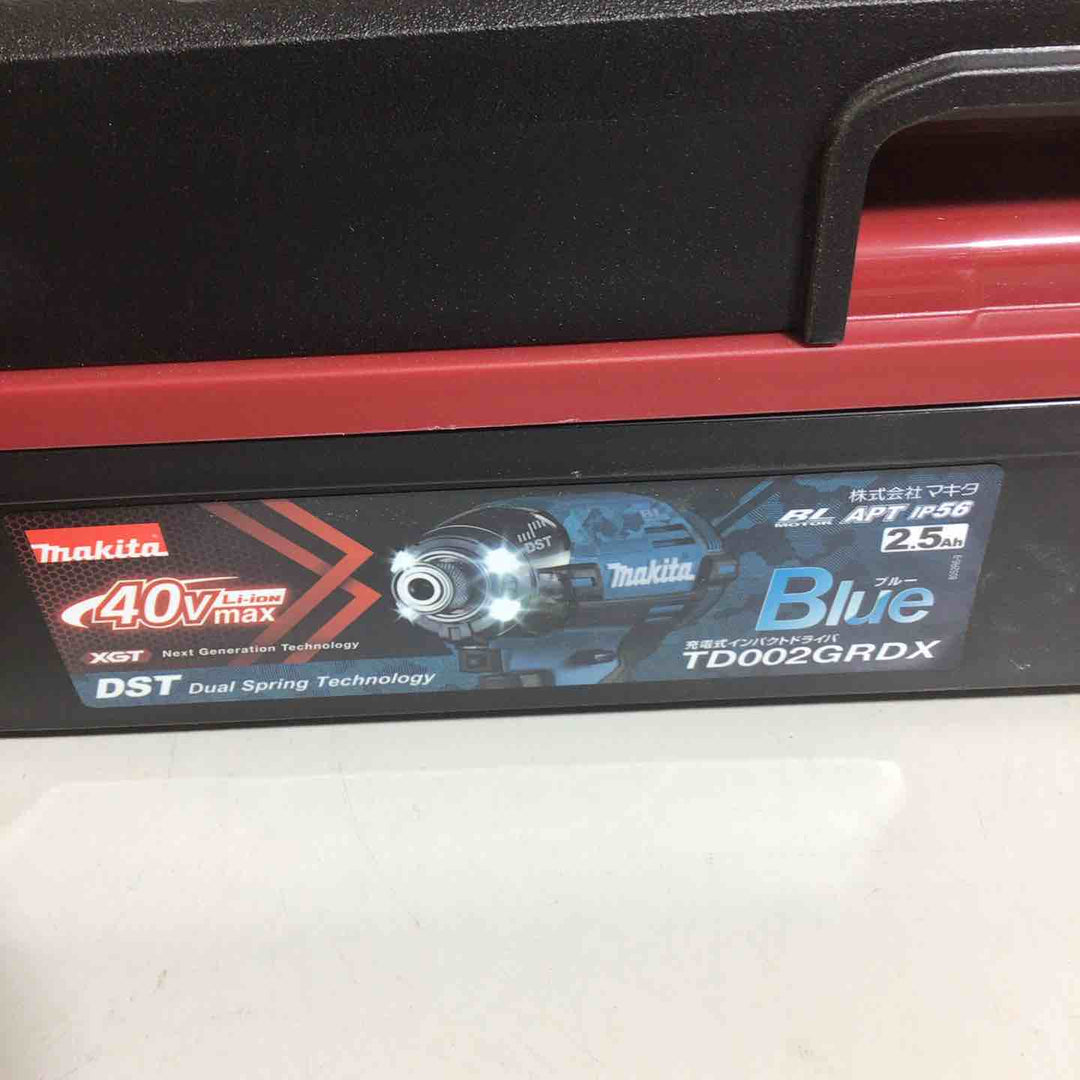 makita
40Vmax Li-ion
XGT Next Generation Technology
DST Dual Spring Technology
DST
BL
makita
株式会社 マキタ
BL MOTOR APT IP56
2.5Ah
ブルー
Blue
充電式インパクトドライバ
TD002GRDX